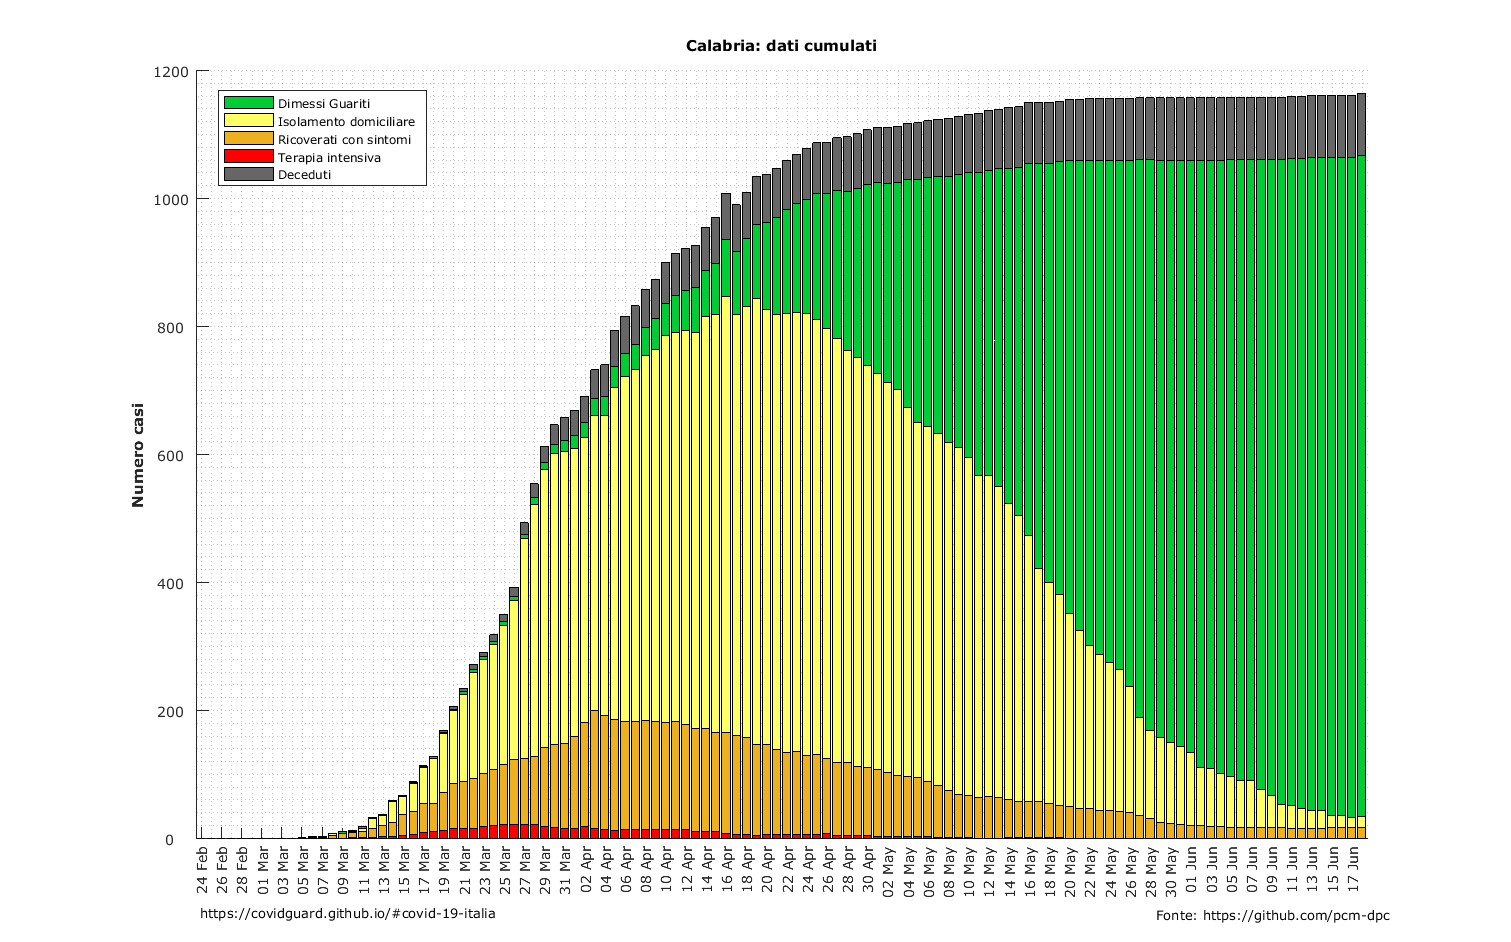 Calabria: dati cumulati
1200
1000
800
600
400
200
0
Numero casi
Dimessi Guariti
Isolamento domiciliare
Ricoverati con sintomi
Terapia intensiva
Deceduti
24 Feb
26 Feb
28 Feb
01 Mar
03 Mar
05 Mar
07 Mar
09 Mar
11 Mar
13 Mar
15 Mar
17 Mar
19 Mar
21 Mar
23 Mar
25 Mar
27 Mar
29 Mar
31 Mar
02 Apr
04 Apr
06 Apr
08 Apr
10 Apr
12 Apr
14 Apr
16 Apr
18 Apr
20 Apr
22 Apr
24 Apr
26 Apr
28 Apr
30 Apr
02 May
04 May
06 May
08 May
10 May
12 May
14 May
16 May
18 May
20 May
22 May
24 May
26 May
28 May
30 May
01 Jun
03 Jun
05 Jun
07 Jun
09 Jun
11 Jun
13 Jun
15 Jun
17 Jun
https://covidguard.github.io/#covid-19-italia
Fonte: https://github.com/pcm-dpc